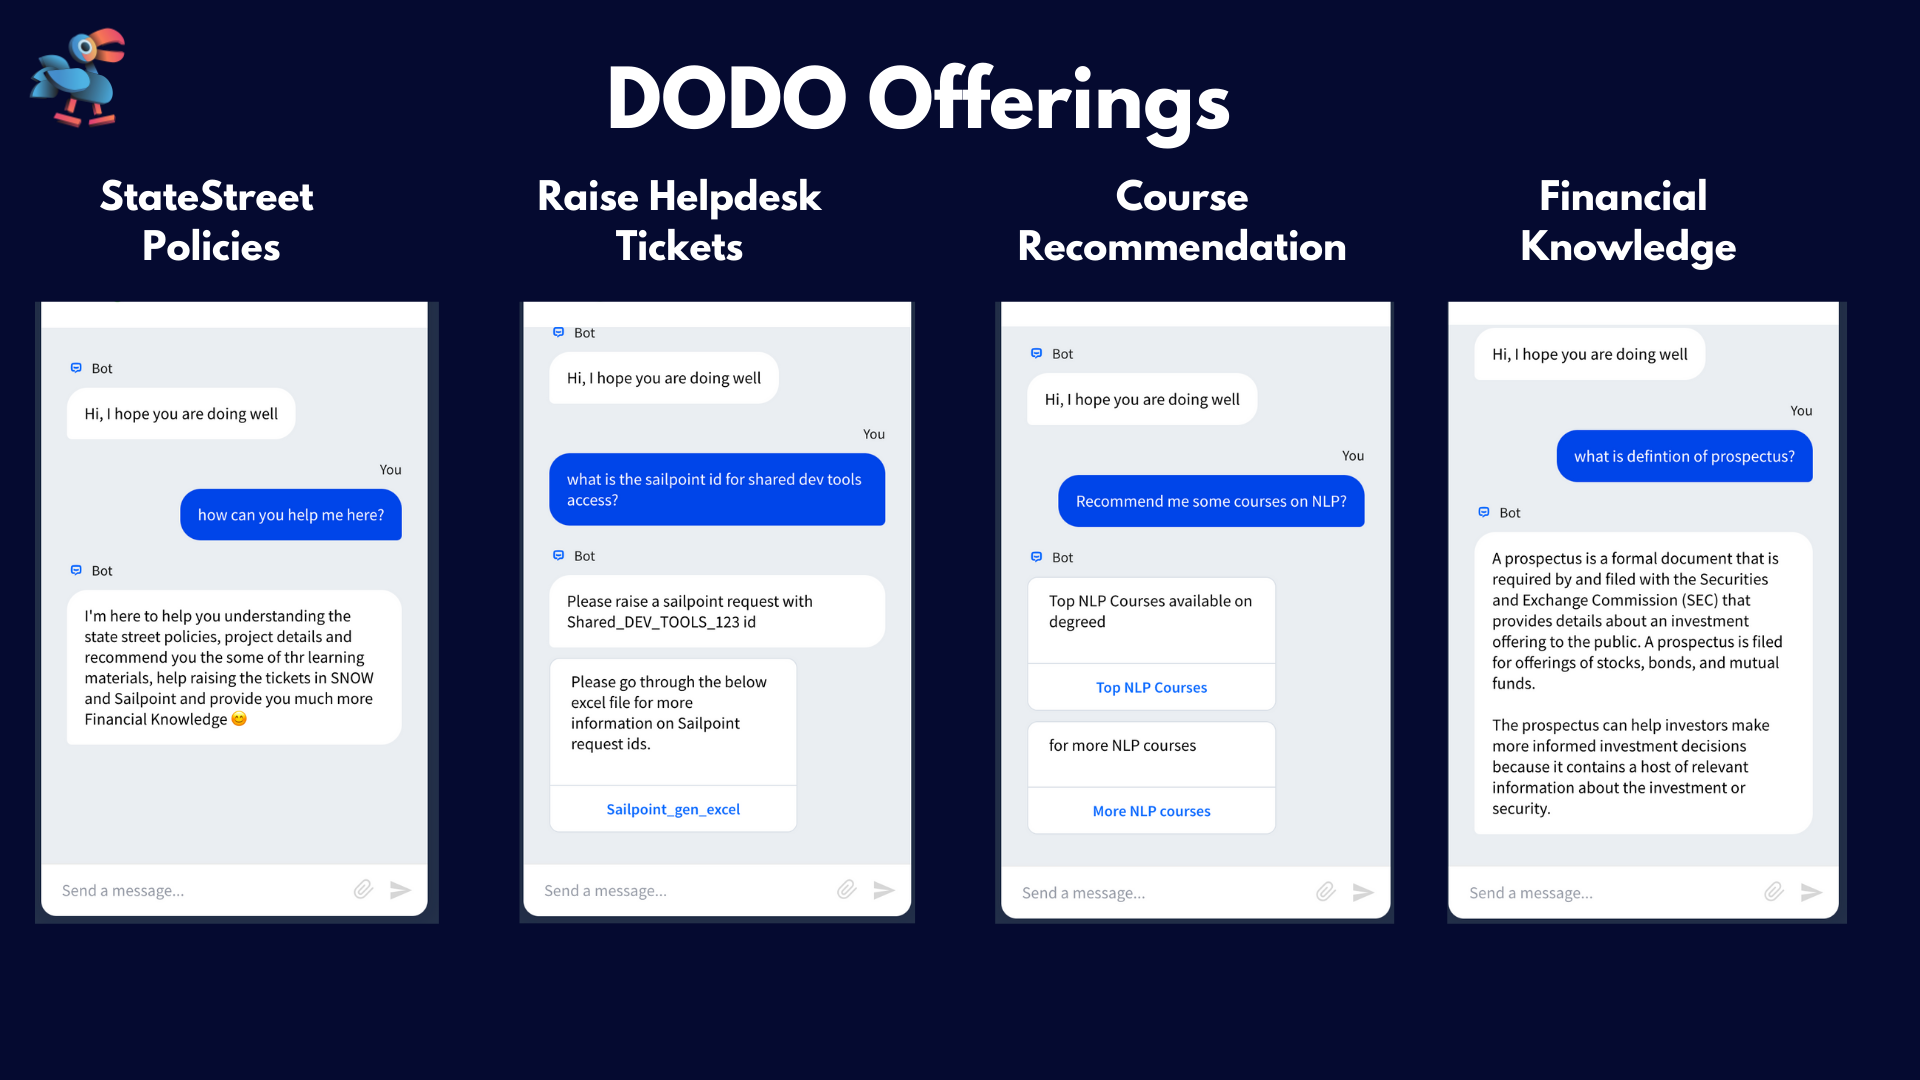 DODO Offerings
StateStreet
Policies
Raise Helpdesk
Tickets
Course
Recommendation
Financial
Knowledge
Bot
Hi, I hope you are doing well
You
how can you help me here?
Bot
I'm here to help you understanding the
state street policies, project details and
recommend you the some of thr learning
materials, help raising the tickets in SNOW
and Sailpoint and provide you much more
Financial Knowledge 😊
Send a message...
Bot
Hi, I hope you are doing well
You
what is the sailpoint id for shared dev tools
access?
Bot
Please raise a sailpoint request with
Shared_DEV_TOOLS_123 id
Please go through the below
excel file for more
information on Sailpoint
request ids.
Sailpoint_gen_excel
Send a message...
Bot
Hi, I hope you are doing well
You
Recommend me some courses on NLP?
Bot
Top NLP Courses available on
degreed
Top NLP Courses
for more NLP courses
More NLP courses
Send a message...
Hi, I hope you are doing well
You
what is defintion of prospectus?
Bot
A prospectus is a formal document that is
required by and filed with the Securities
and Exchange Commission (SEC) that
provides details about an investment
offering to the public. A prospectus is filed
for offerings of stocks, bonds, and mutual
funds.
The prospectus can help investors make
more informed investment decisions
because it contains a host of relevant
information about the investment or
security.
Send a message...